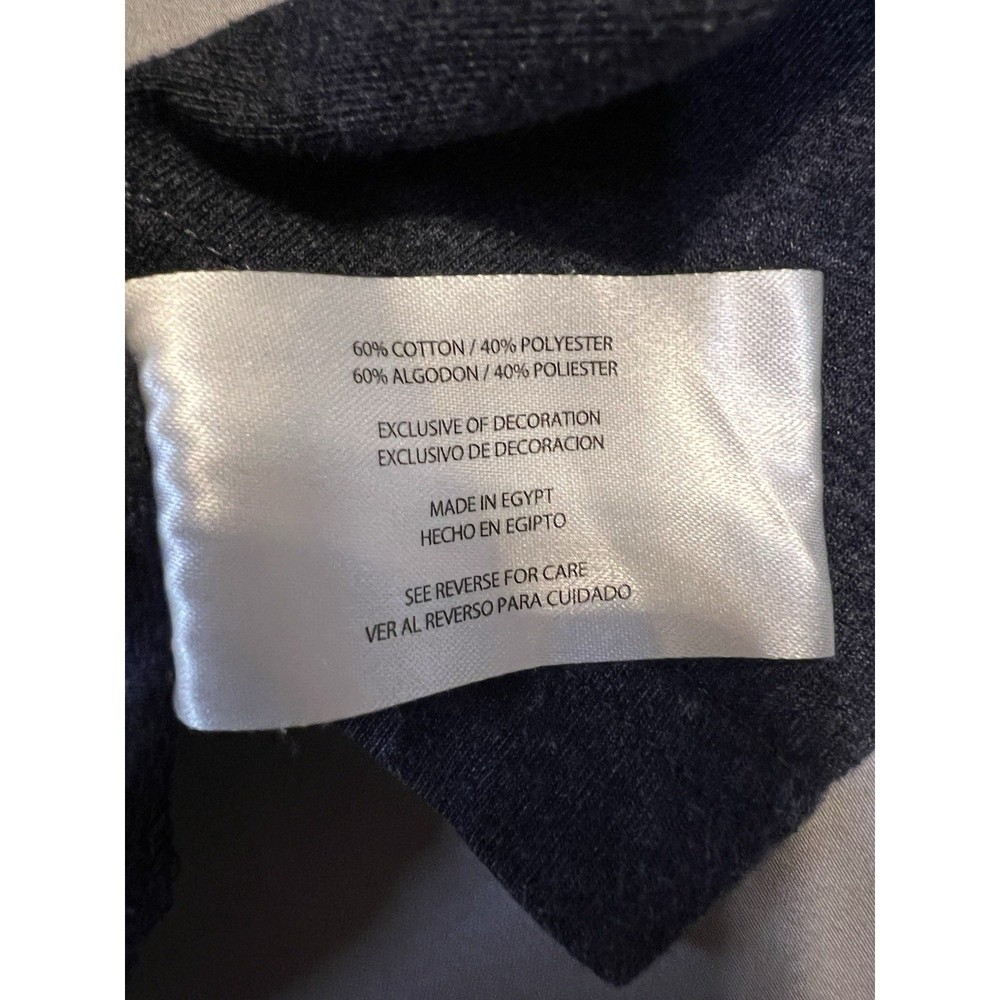 60% COTTON / 40% POLYESTER
60% ALGODON / 40% POLIESTER
EXCLUSIVE OF DECORATION
EXCLUSIVO DE DECORACION
MADE IN EGYPT
HECHO EN EGIPTO
SEE REVERSE FOR CARE
VER AL REVERSO PARA CUIDADO